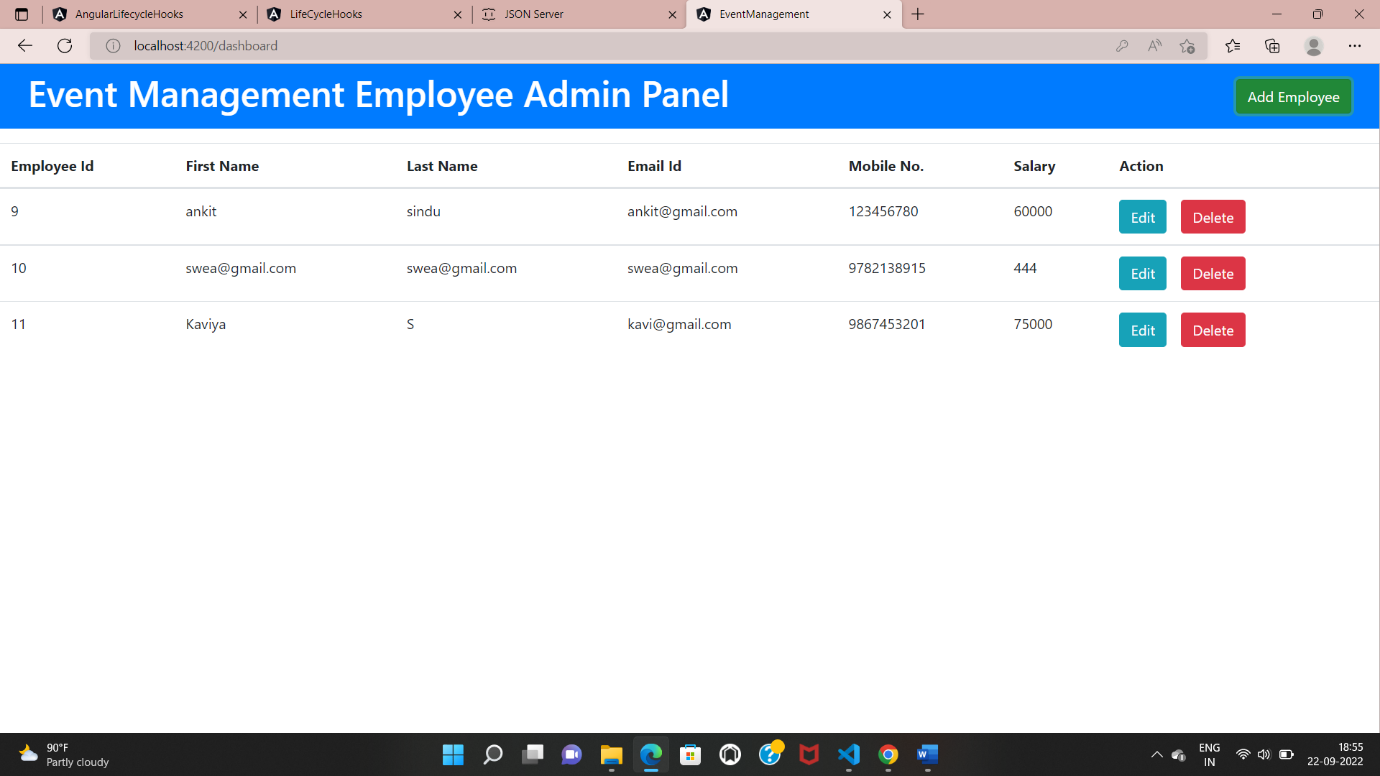 AngularLifecycleHooks LifeCycleHooks JSON Server EventManagement
localhost:4200/dashboard
Event Management Employee Admin Panel Add Employee
Employee Id First Name Last Name Email Id Mobile No. Salary Action
9 ankit sindu ankit@gmail.com 123456780 60000 Edit Delete
10 swea@gmail.com swea@gmail.com swea@gmail.com 9782138915 444 Edit Delete
11 Kaviya S kavi@gmail.com 9867453201 75000 Edit Delete
90°F
Partly cloudy
ENG
IN
18:55
22-09-2022